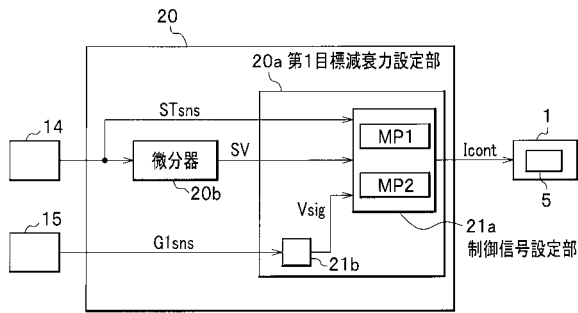 20
20a 第1目標減衰力設定部
14
STsns
MP1
1
Icont
微分器
SV
20b
MP2
5
Vsig
15
G1sns
21a
制御信号設定部
21b